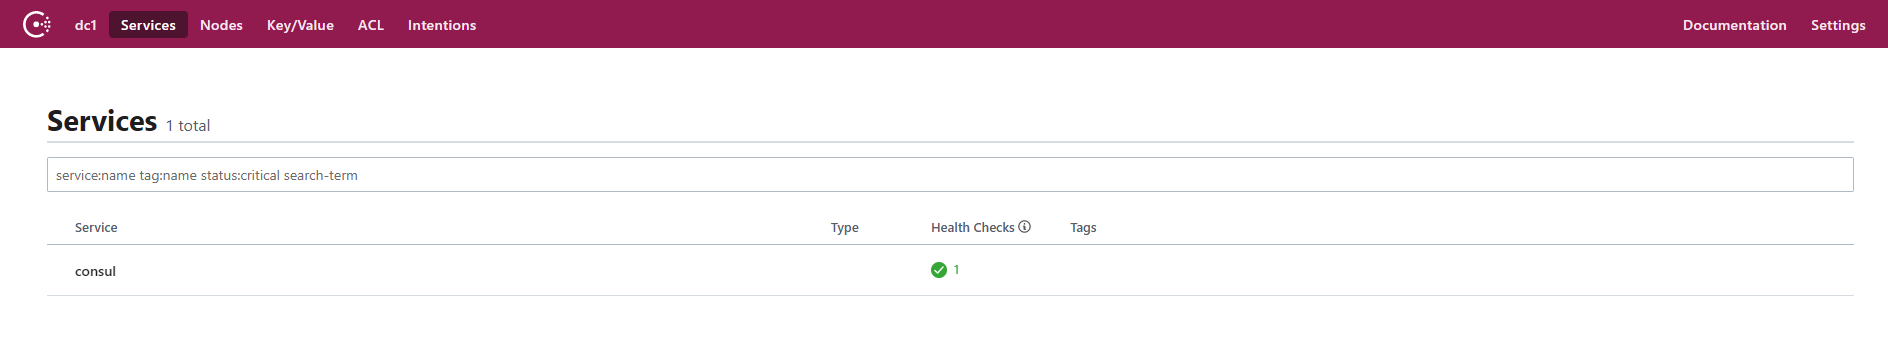 dc1 Services Nodes Key/Value ACL Intentions Documentation Settings
Services 1 total
service:name tag:name status:critical search-term
Service Type Health Checks Tags
consul 1